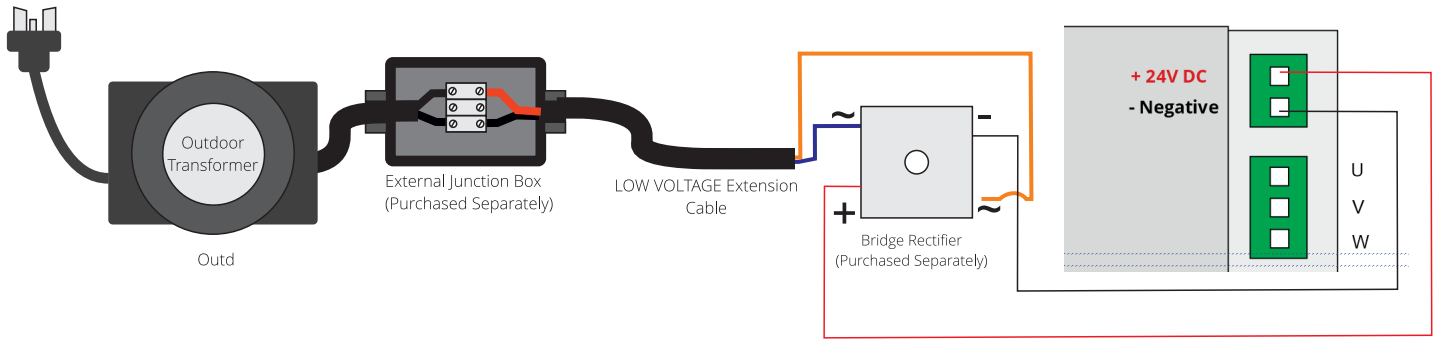 Outdoor
Transformer
Outd
External Junction Box
(Purchased Separately)
LOW VOLTAGE Extension
Cable
~
-
+
~
Bridge Rectifier
(Purchased Separately)
+ 24V DC
- Negative
U
V
W